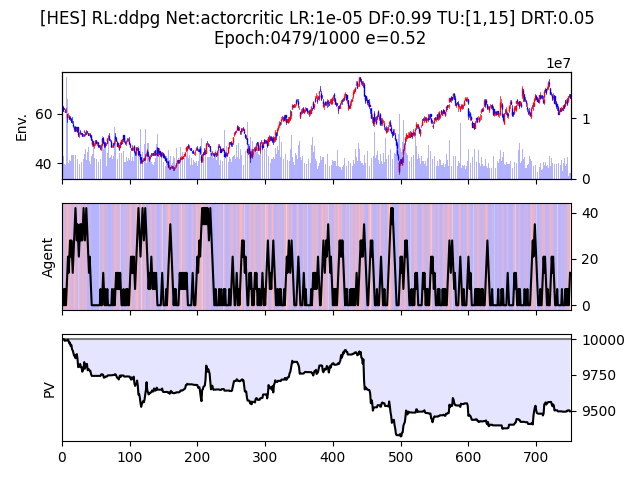 [HES] RL:ddpg Net:actorcritic LR:1e-05 DF:0.99 TU:[1,15] DRT:0.05
Epoch:0479/1000 e=0.52
1e7
Env.
60
40
1
0
Agent
40
20
0
PV
10000
9750
9500
0 100 200 300 400 500 600 700